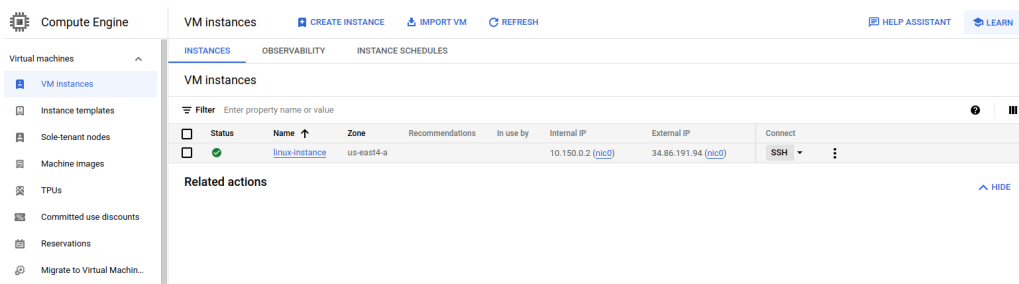 Compute Engine
VM instances
CREATE INSTANCE
IMPORT VM
REFRESH
HELP ASSISTANT
LEARN
Virtual machines
VM instances
Instance templates
Sole-tenant nodes
Machine images
TPUs
Committed use discounts
Reservations
Migrate to Virtual Machin...
INSTANCES OBSERVABILITY INSTANCE SCHEDULES
VM instances
Filter Enter property name or value
Status Name Zone Recommendations In use by Internal IP External IP Connect
linux-instance us-east4-a 10.150.0.2 (nic0) 34.86.191.94 (nic0) SSH
Related actions
HIDE